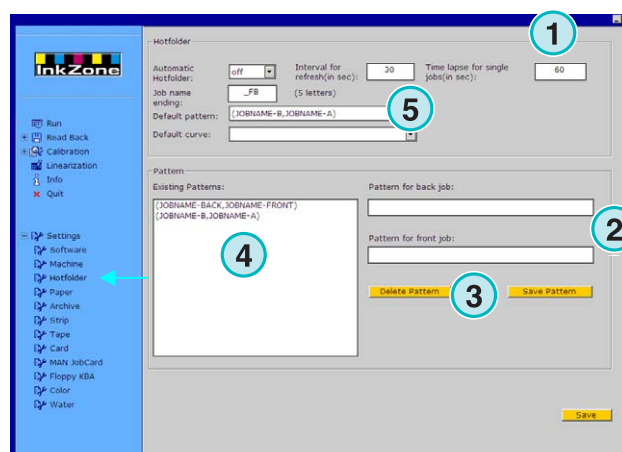 InkZone
Run
Read Back
Calibration
Linearization
Info
Quit
Settings
Software
Machine
Hotfolder
Paper
Archive
Strip
Tape
Card
MAN JobCard
Floppy KBA
Color
Water
Hotfolder
1
Automatic Hotfolder:
off
Interval for refresh(in sec):
30
Time lapse for single jobs(in sec):
60
Job name ending:
_FB
(5 letters)
Default pattern:
(JOBNAME-B,JOBNAME-A)
5
Default curve:
Pattern
Existing Patterns:
(JOBNAME-BACK,JOBNAME-FRONT)
(JOBNAME-B,JOBNAME-A)
4
Pattern for back job:
2
Pattern for front job:
Delete Pattern
3
Save Pattern
Save